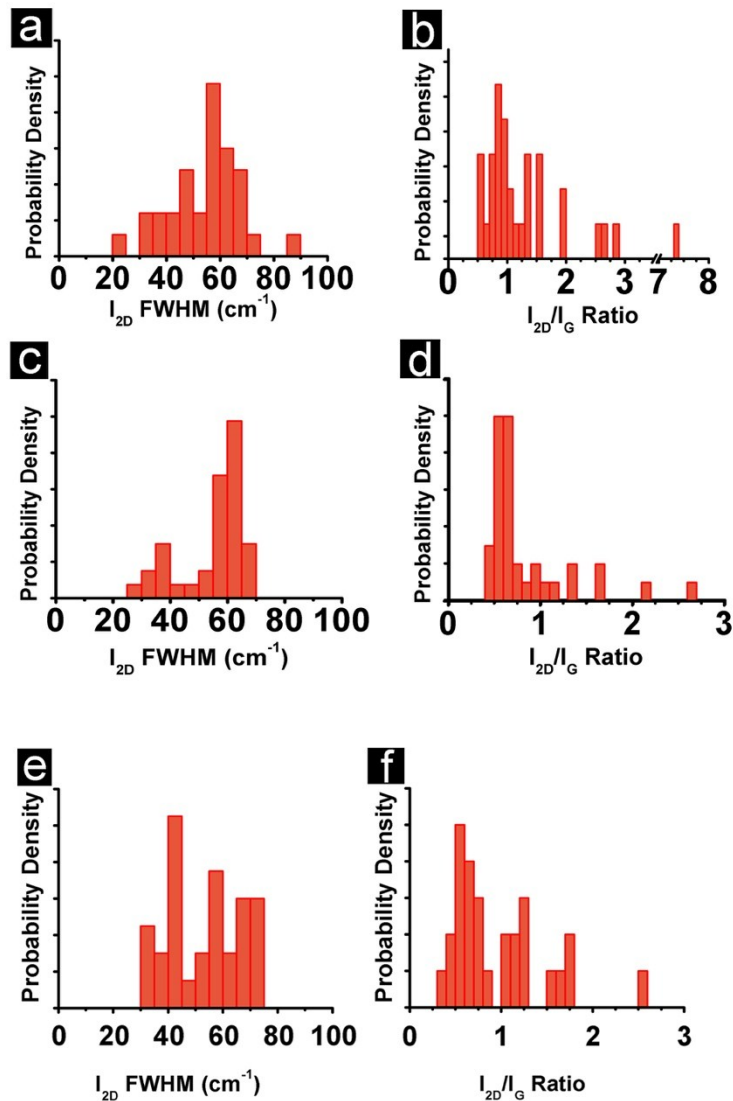 a
Probability Density
0 20 40 60 80 100
I2D FWHM (cm-1)
b
Probability Density
0 1 2 3 7 8
I2D/IG Ratio
c
Probability Density
0 20 40 60 80 100
I2D FWHM (cm-1)
d
Probability Density
0 1 2 3
I2D/IG Ratio
e
Probability Density
0 20 40 60 80 100
I2D FWHM (cm-1)
f
Probability Density
0 1 2 3
I2D/IG Ratio